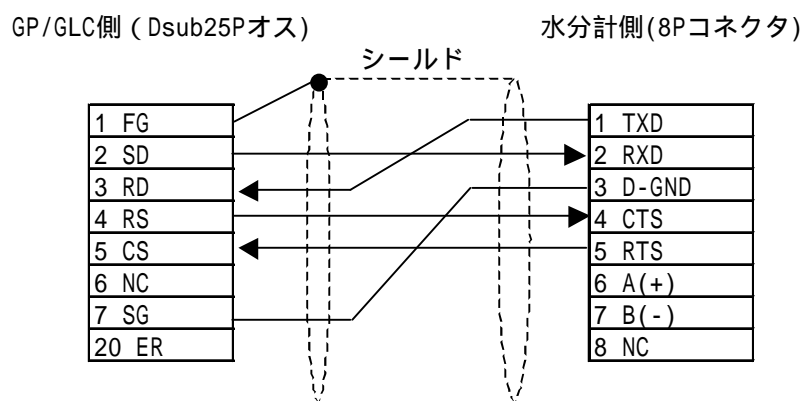 GP/GLC側（Dsub25Pオス)
水分計側(8Pコネクタ)
シールド
1 FG
2 SD
3 RD
4 RS
5 CS
6 NC
7 SG
20 ER
1 TXD
2 RXD
3 D-GND
4 CTS
5 RTS
6 A(+)
7 B(-)
8 NC